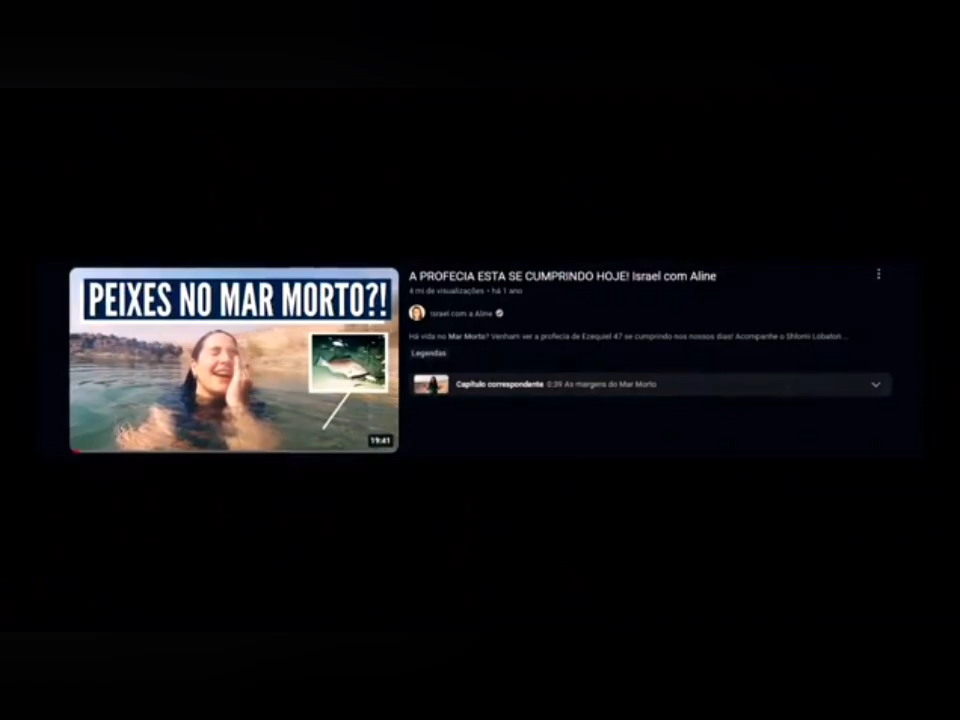 PEIXES NO MAR MORTO?!
19:41
A PROFECIA ESTA SE CUMPRINDO HOJE! Israel com Aline
4 mi de visualizações • há 1 ano
Israel com a Aline
Há vida no Mar Morto? Venham ver a profecia de Ezequiel 47 se cumprindo nos nossos dias! Acompanhe o Shlomi Lobaton ...
Legendas
Capítulo correspondente 0:39 As margens do Mar Morto